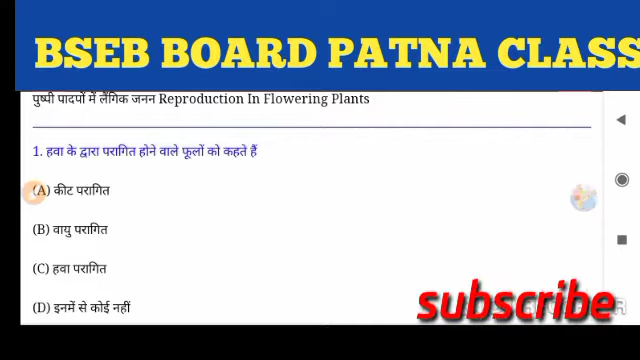 BSEB BOARD PATNA CLASS
पुष्पी पादपों में लैंगिक जनन Reproduction In Flowering Plants
1. हवा के द्वारा परागित होने वाले फूलों को कहते हैं
(A) कीट परागित
(B) वायु परागित
(C) हवा परागित
(D) इनमें से कोई नहीं
subscribe